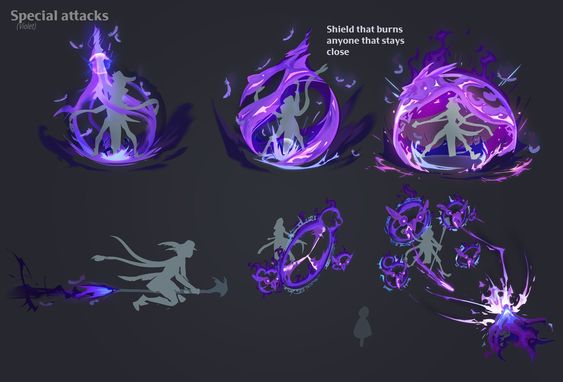 Special attacks
(Violet)
Shield that burns
anyone that stays
close